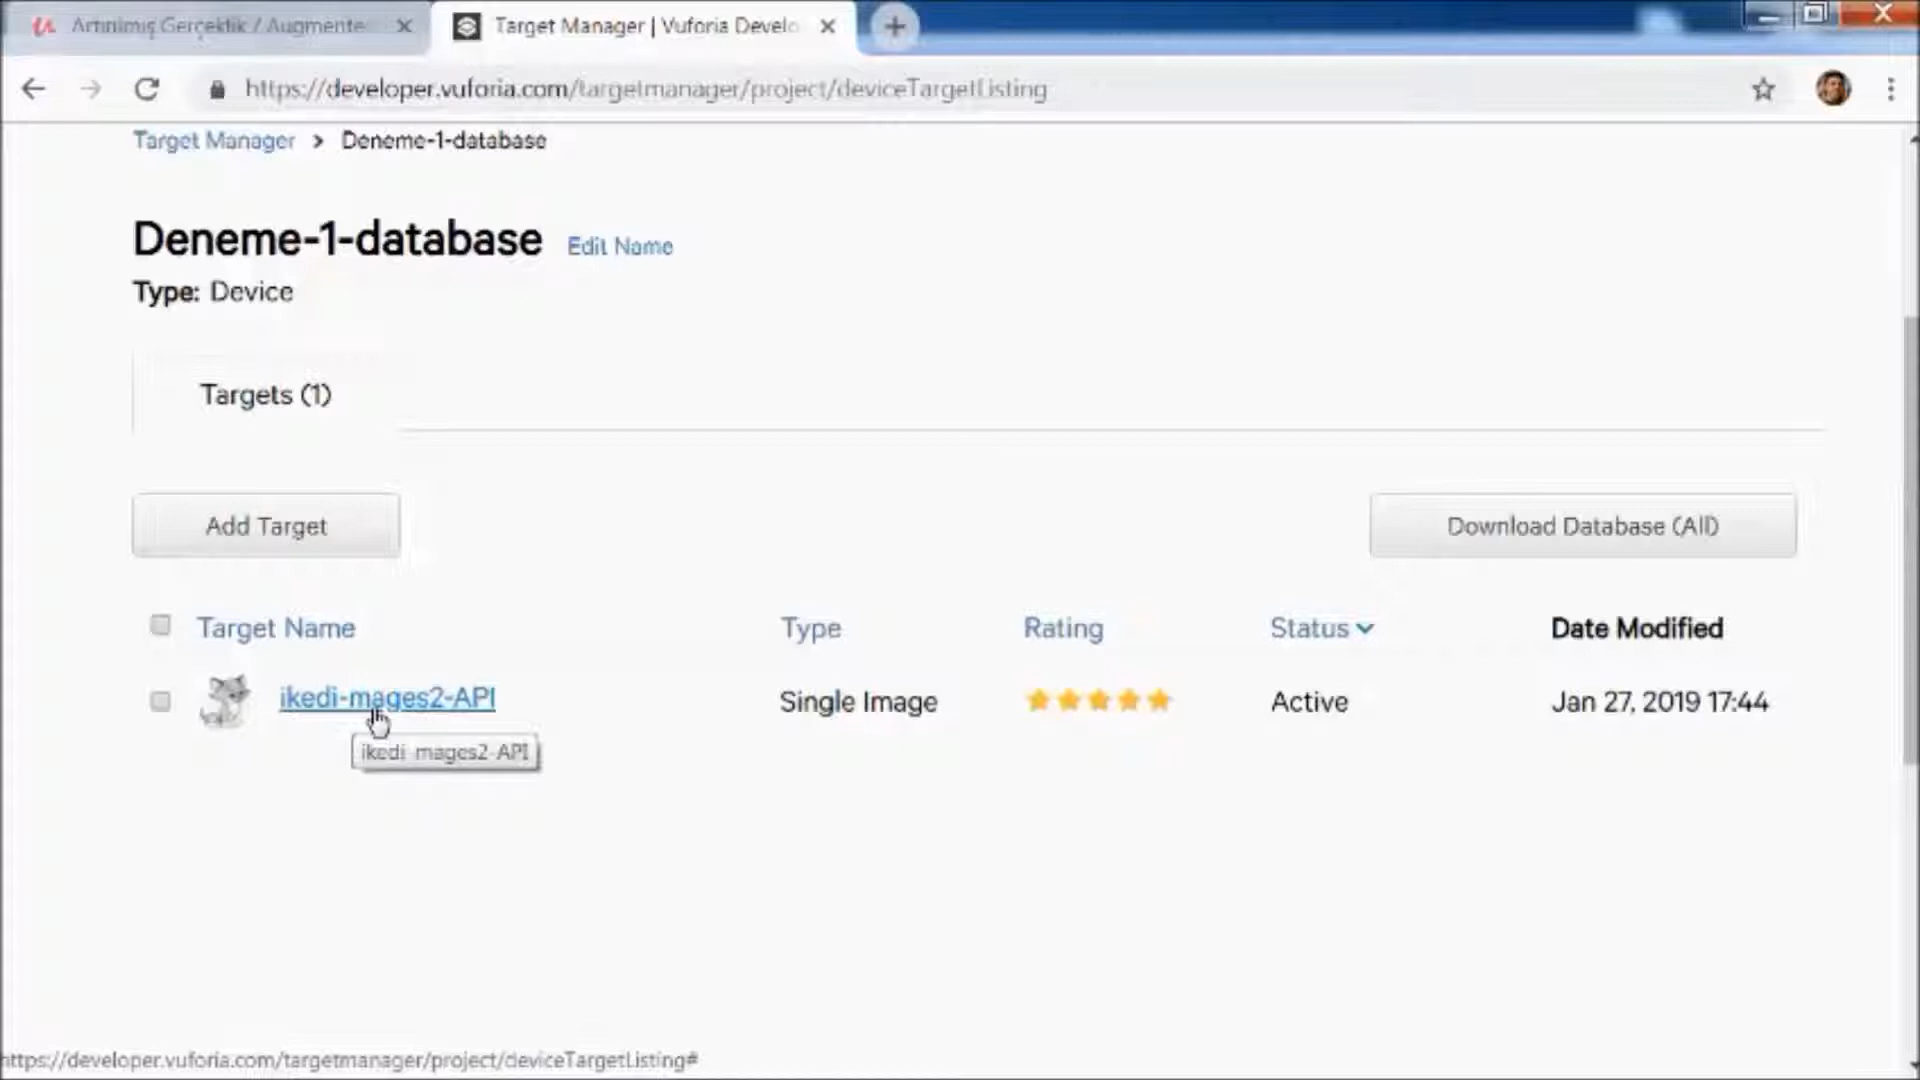 Artırılmış Gerçeklik / Augmente
Target Manager | Vuforia Develo
https://developer.vuforia.com/targetmanager/project/deviceTargetListing
Target Manager > Deneme-1-database
Deneme-1-database Edit Name
Type: Device
Targets (1)
Add Target
Download Database (All)
Target Name Type Rating Status Date Modified
ikedi-mages2-API Single Image Active Jan 27, 2019 17:44
ikedi-mages2-API
https://developer.vuforia.com/targetmanager/project/deviceTargetListing#